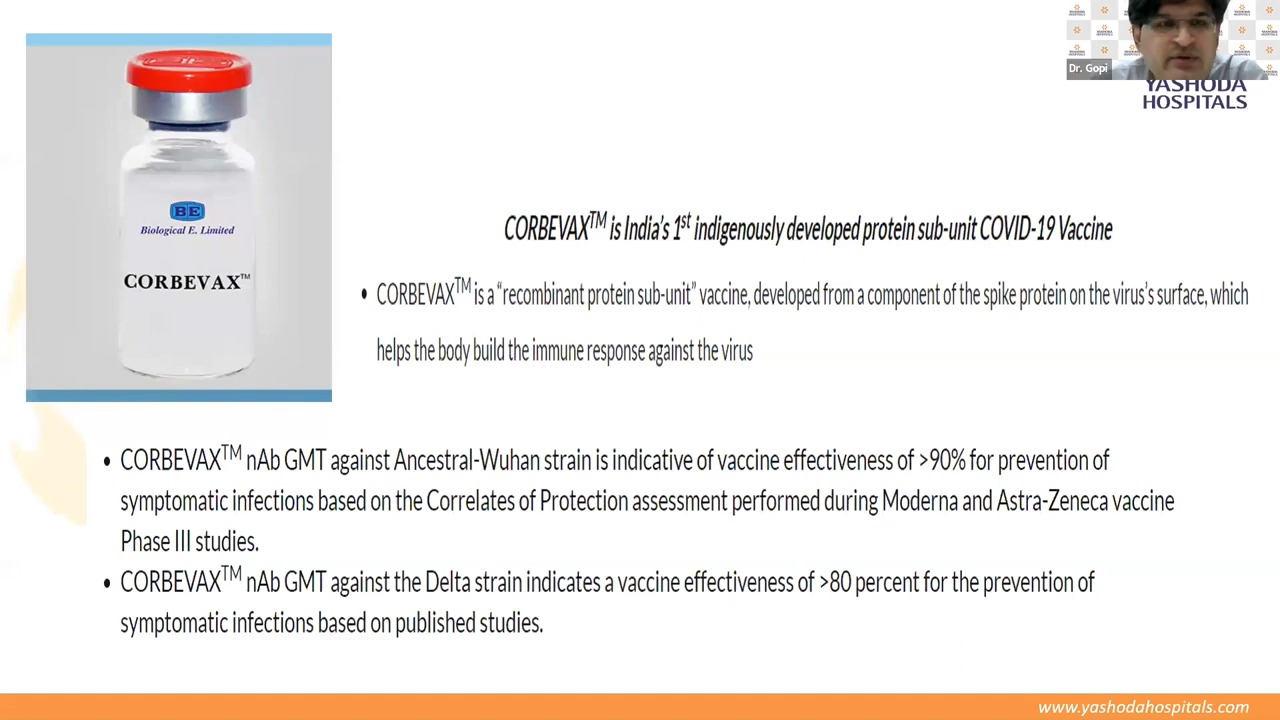 Dr. Gopi
YASHODA
HOSPITALS
BE
Biological E. Limited
CORBEVAX™
CORBEVAX™ is India's 1st indigenously developed protein sub-unit COVID-19 Vaccine
• CORBEVAX™ is a “recombinant protein sub-unit” vaccine, developed from a component of the spike protein on the virus's surface, which
helps the body build the immune response against the virus
• CORBEVAX™ nAb GMT against Ancestral-Wuhan strain is indicative of vaccine effectiveness of >90% for prevention of
symptomatic infections based on the Correlates of Protection assessment performed during Moderna and Astra-Zeneca vaccine
Phase III studies.
• CORBEVAX™ nAb GMT against the Delta strain indicates a vaccine effectiveness of >80 percent for the prevention of
symptomatic infections based on published studies.
www.yashodahospitals.com